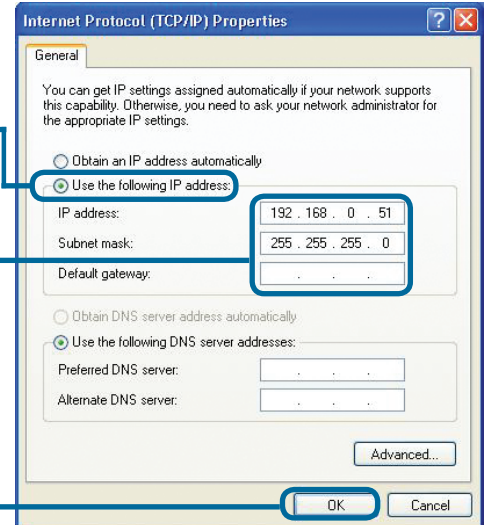 Internet Protocol (TCP/IP) Properties
General
You can get IP settings assigned automatically if your network supports
this capability. Otherwise, you need to ask your network administrator for
the appropriate IP settings.
Obtain an IP address automatically
Use the following IP address:
IP address: 192 . 168 . 0 . 51
Subnet mask: 255 . 255 . 255 . 0
Default gateway: . . .
Obtain DNS server address automatically
Use the following DNS server addresses:
Preferred DNS server: . . .
Alternate DNS server: . . .
Advanced...
OK Cancel